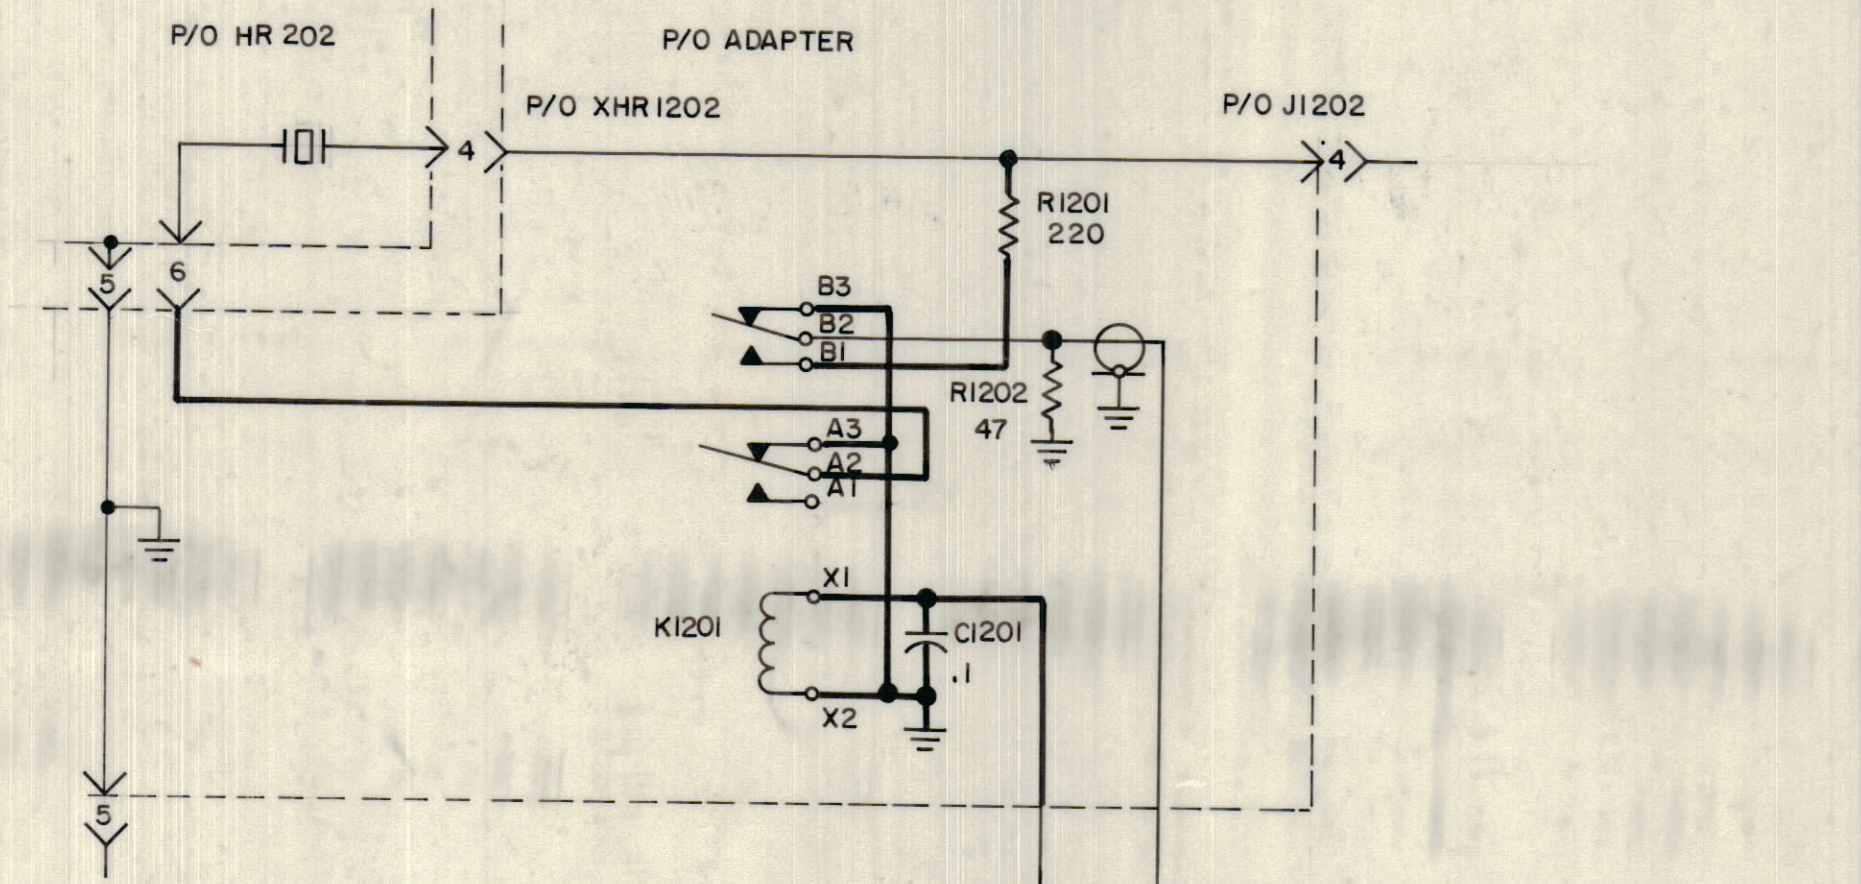 P/O HR 202
P/O ADAPTER
P/O XHR1202
P/O J1202
4
4
R1201
220
5
6
B3
B2
B1
R1202
47
A3
A2
A1
X1
K1201
C1201
.1
X2
5